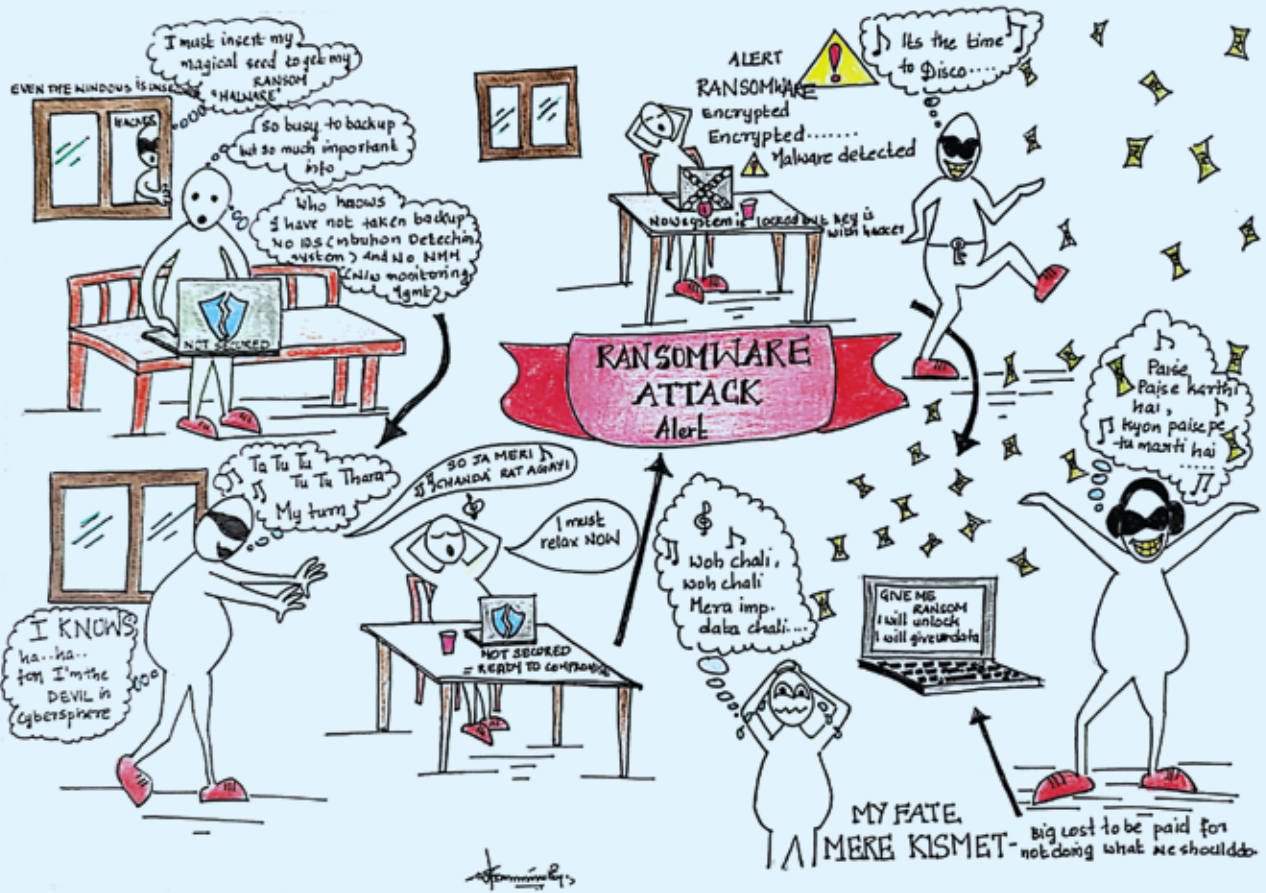 EVEN THE WINDOWS IS
I must insert my
magical seed to get my
RANSOM
"HALWARE"
so busy to backup
but so much important
info
Who knows
I have not taken backup
No IDS (Intrusion Detection
system) and No NMM
(N/w monitoring
Mgmt)
NOT SECURED
ALERT
RANSOMWARE
Encrypted
Encrypted.......
Malware detected
Now system is locked but key is
with hacker
Its the time
to Disco....
RANSOMWARE
ATTACK
Alert
Ta Tu Tu
Tu Tu Thara
My turn
SO JA MERI
CHANDA RAT AGAYI
I must
relax NOW
I KNOWS
ha..ha..
for I'm the
DEVIL in
Cybersphere
NOT SECURED
= READY TO COMPROMISE
Woh chali,
woh chali
Mera imp.
data chali...
GIVE ME
RANSOM
I will unlock
I will give ur data
Paise
Paise karthi
hai,
Kyon paise pe
tu marti hai
.....
MY FATE
MERE KISMET-
Big cost to be paid for
not doing what we should do.